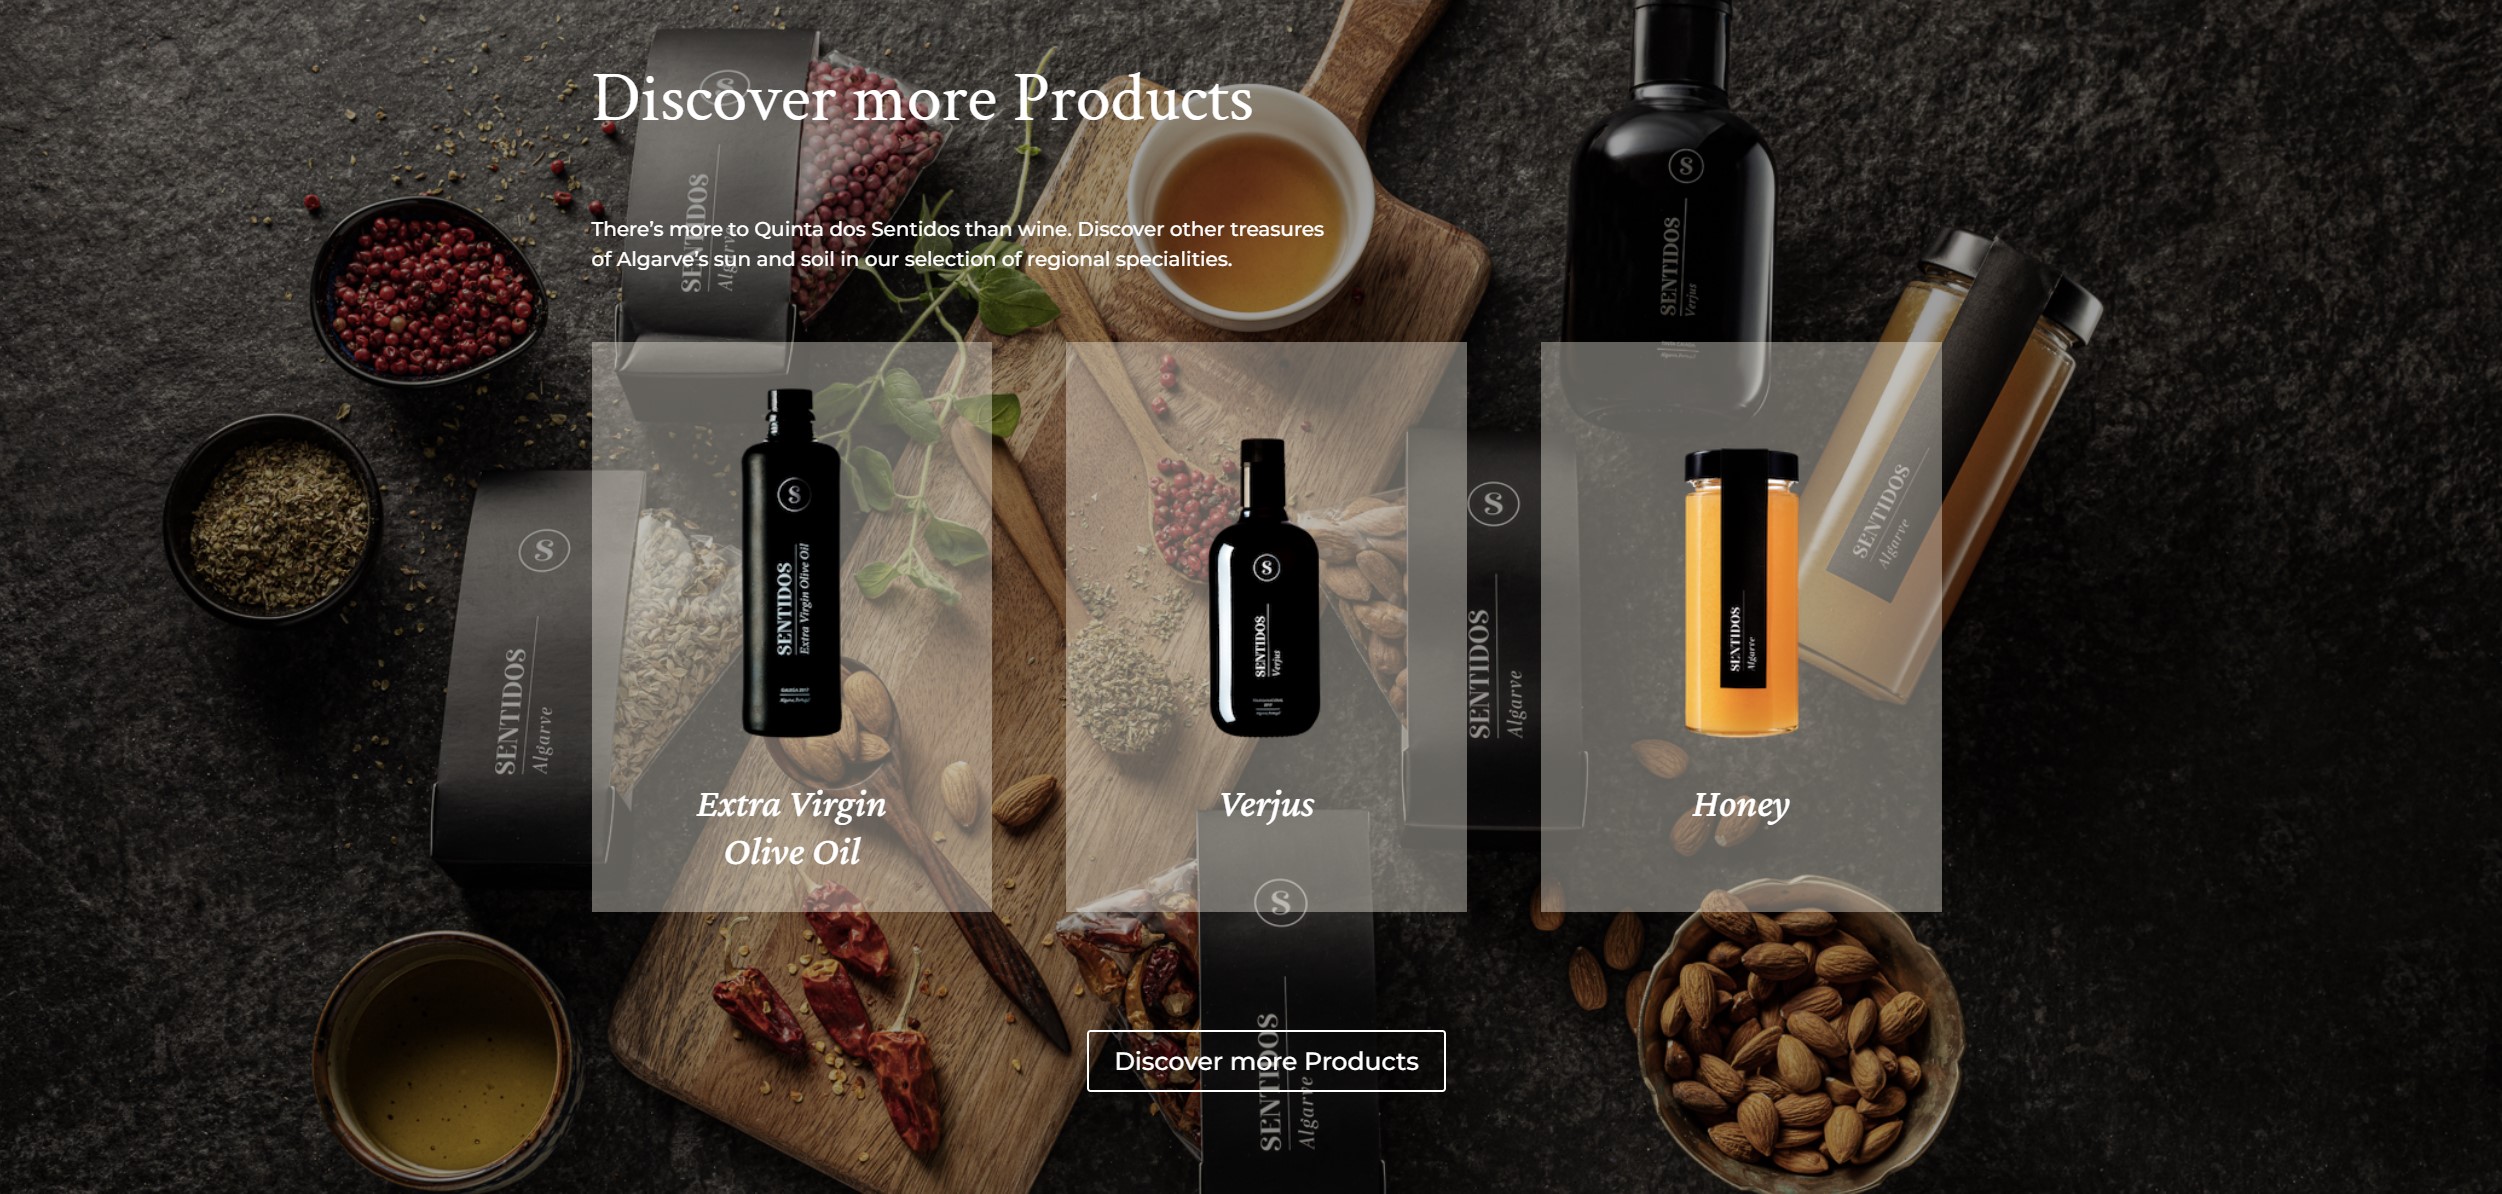 Discover more Products
There's more to Quinta dos Sentidos than wine. Discover other treasures
of Algarve's sun and soil in our selection of regional specialities.
S
SENTIDOS
Algarve
S
SENTIDOS
Verjus
SENTIDOS
Algarve
S
SENTIDOS
Algarve
S
SENTIDOS
Extra Virgin Olive Oil
Algarve, Portugal
S
SENTIDOS
Verjus
S
SENTIDOS
Algarve
SENTIDOS
Algarve
Extra Virgin
Olive Oil
Verjus
Honey
S
SENTIDOS
Algarve
Discover more Products